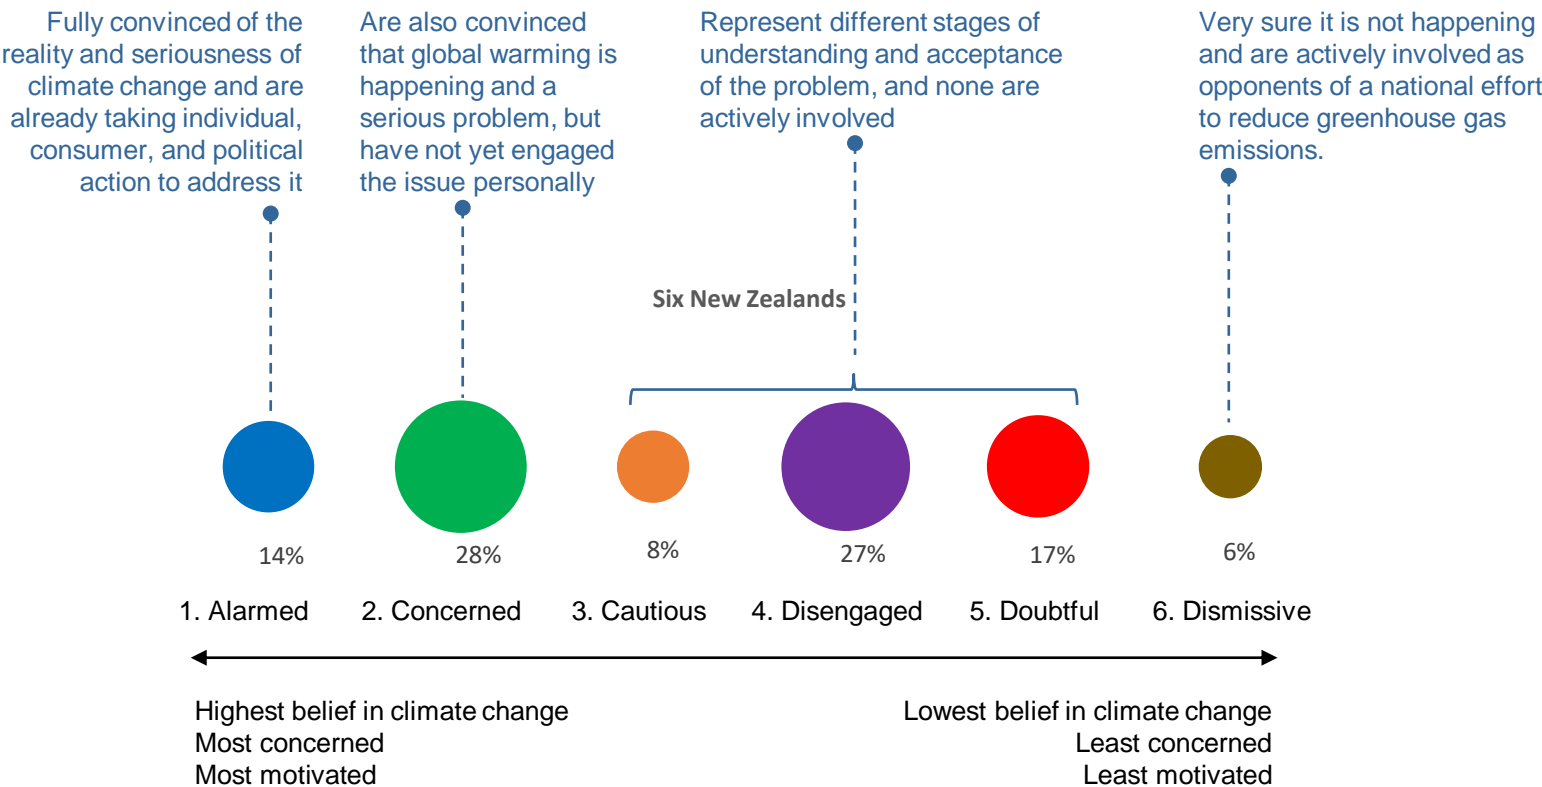 Fully convinced of the
reality and seriousness of
climate change and are
already taking individual,
consumer, and political
action to address it
Are also convinced
that global warming is
happening and a
serious problem, but
have not yet engaged
the issue personally
Represent different stages of
understanding and acceptance
of the problem, and none are
actively involved
Very sure it is not happening
and are actively involved as
opponents of a national effort
to reduce greenhouse gas
emissions.
Six New Zealands
14%
28%
8%
27%
17%
6%
1. Alarmed
2. Concerned
3. Cautious
4. Disengaged
5. Doubtful
6. Dismissive
Highest belief in climate change
Most concerned
Most motivated
Lowest belief in climate change
Least concerned
Least motivated